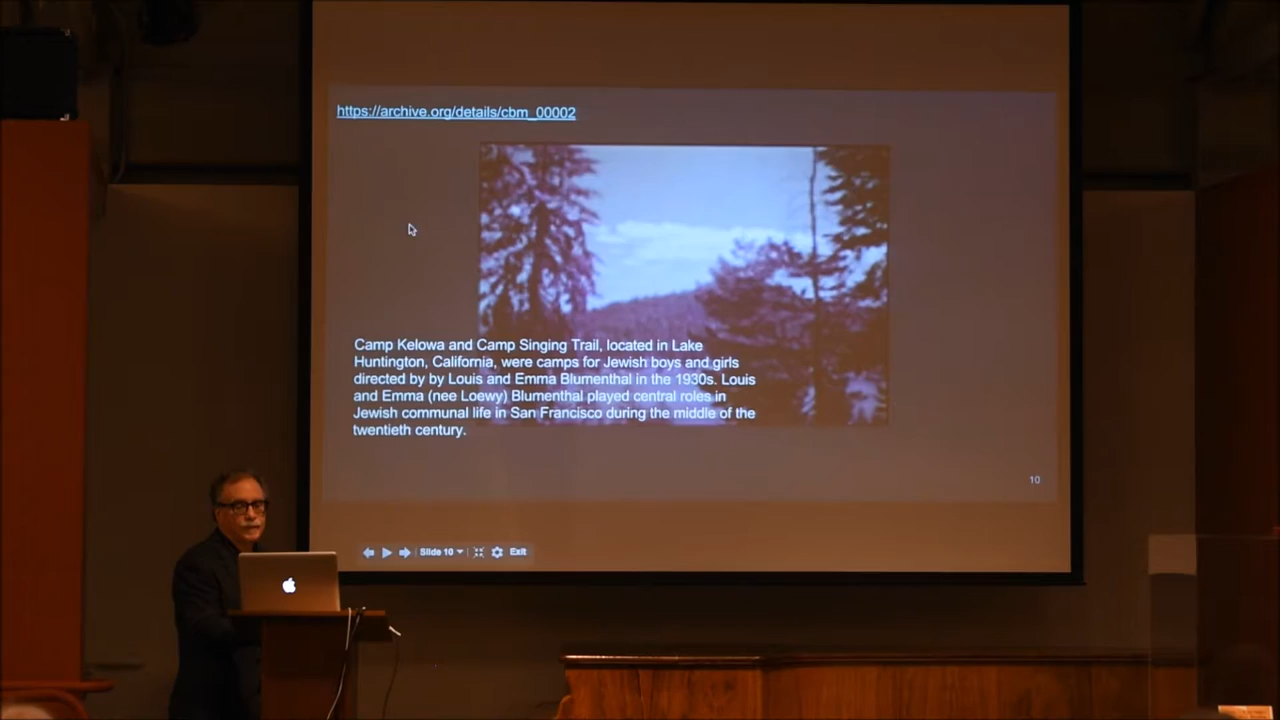 https://archive.org/details/cbm_00002
Camp Kelowa and Camp Singing Trail, located in Lake
Huntington, California, were camps for Jewish boys and girls
directed by by Louis and Emma Blumenthal in the 1930s. Louis
and Emma (nee Loewy) Blumenthal played central roles in
Jewish communal life in San Francisco during the middle of the
twentieth century.
10
Slide 10
Exit